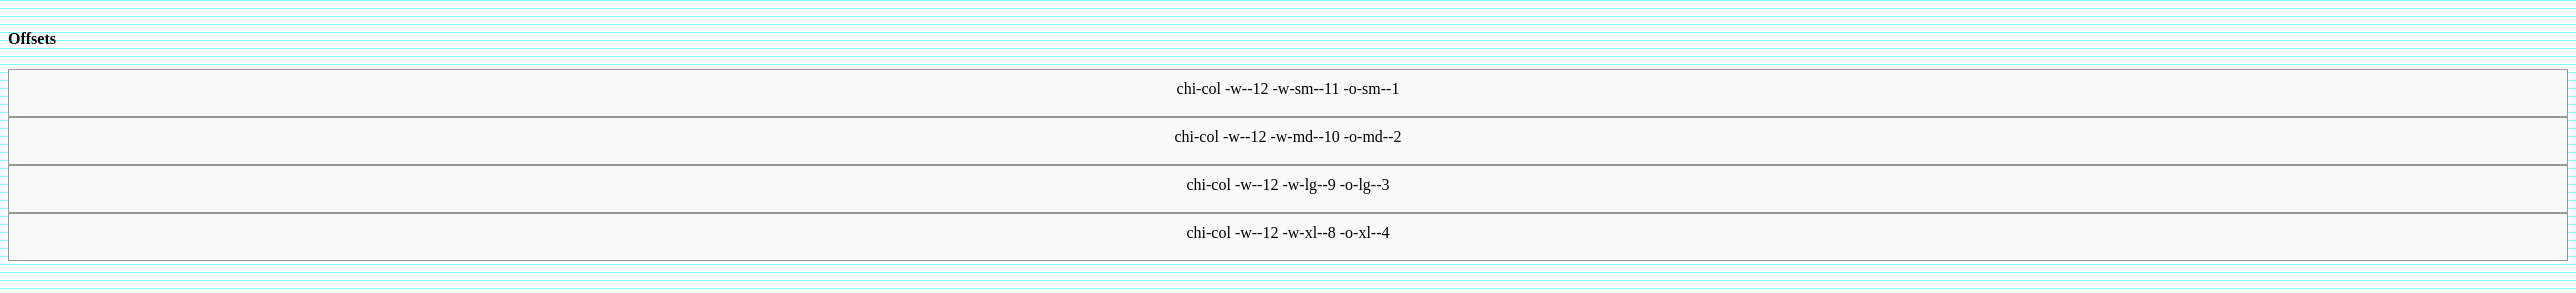 Offsets
chi-col -w--12 -w-sm--11 -o-sm--1
chi-col -w--12 -w-md--10 -o-md--2
chi-col -w--12 -w-lg--9 -o-lg--3
chi-col -w--12 -w-xl--8 -o-xl--4